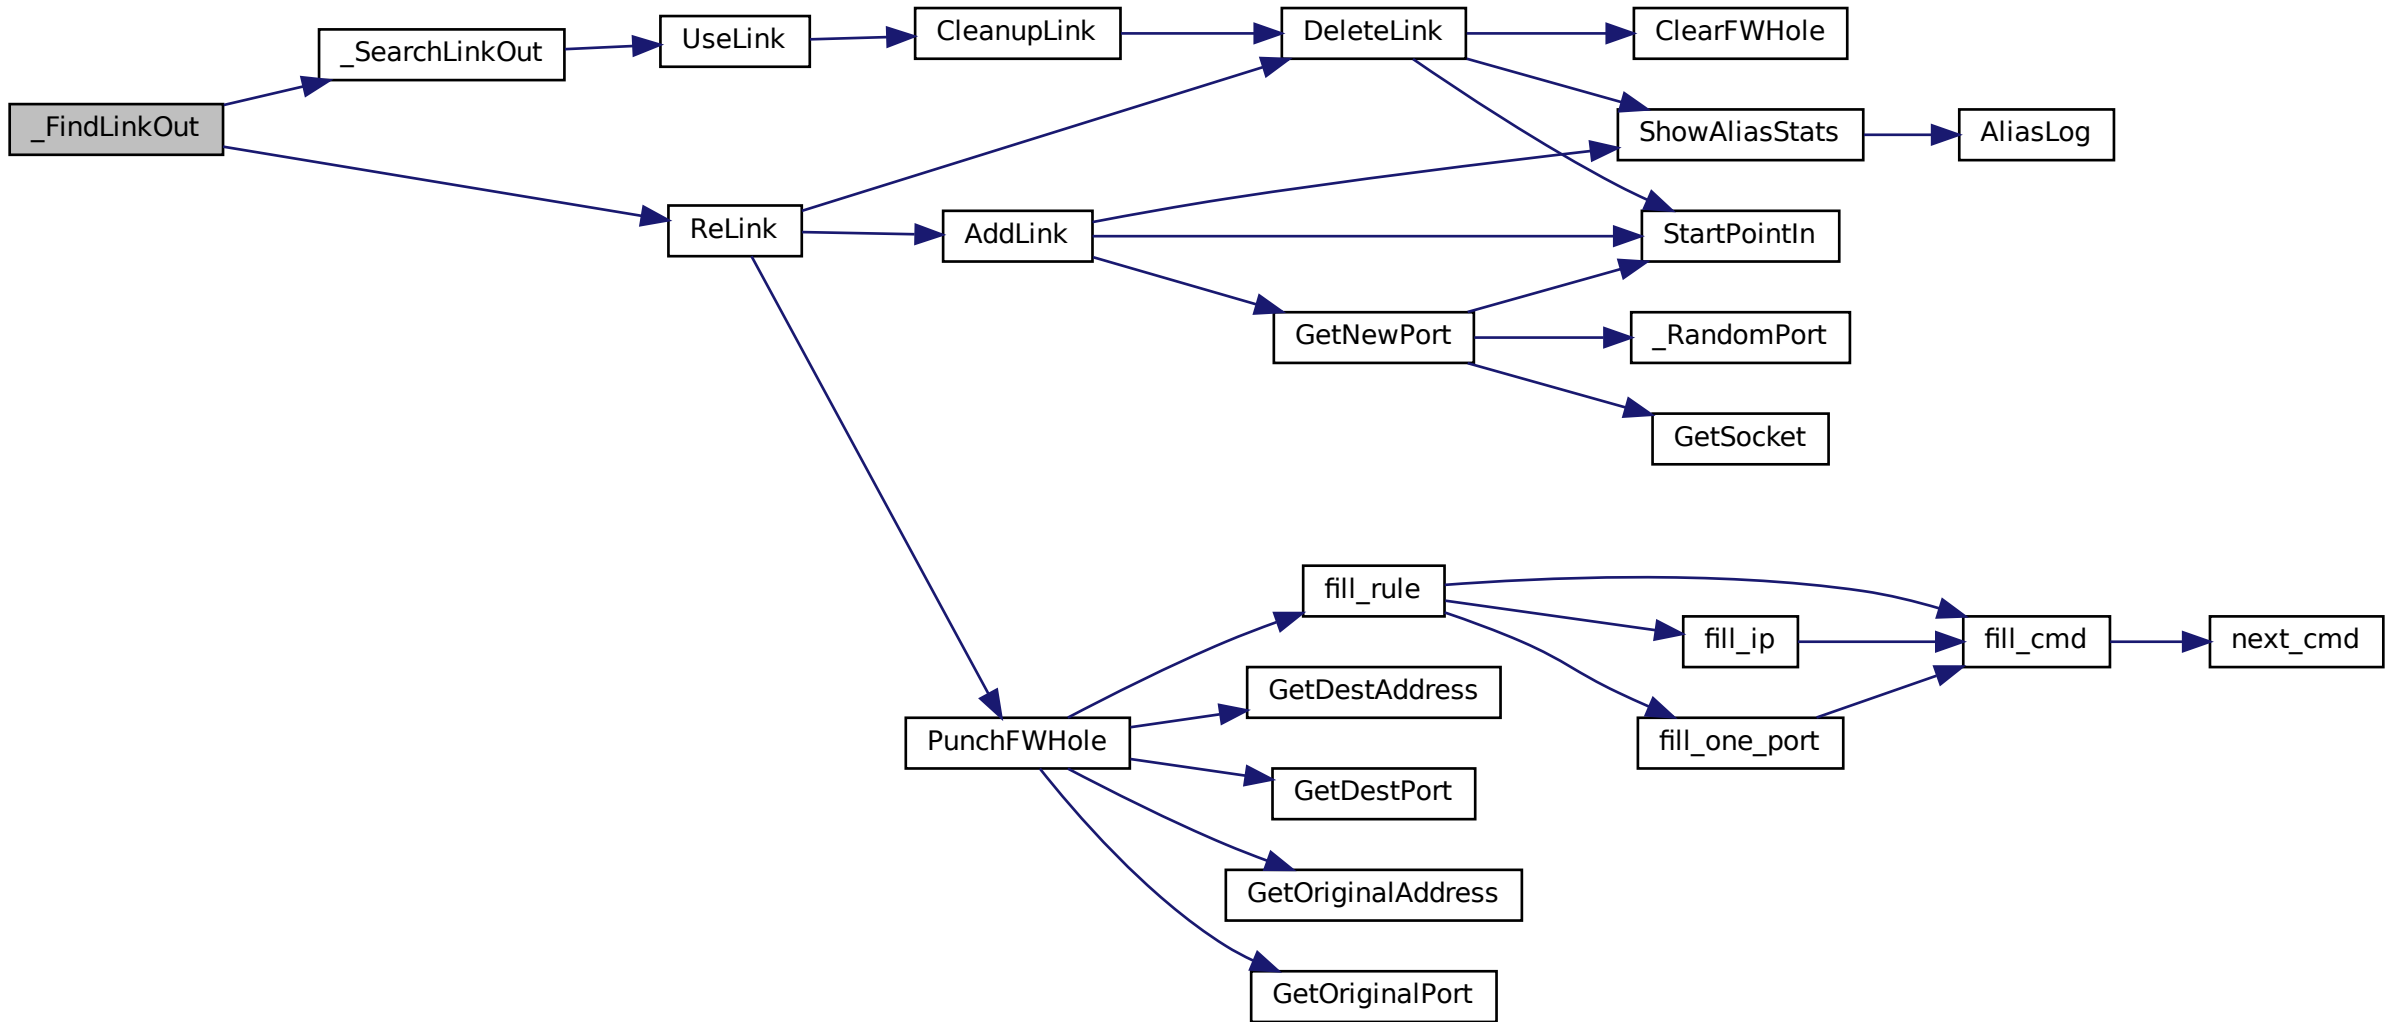 _FindLinkOut
_SearchLinkOut
UseLink
CleanupLink
DeleteLink
ClearFWHole
ShowAliasStats
AliasLog
ReLink
AddLink
StartPointIn
GetNewPort
_RandomPort
GetSocket
fill_rule
fill_ip
fill_cmd
next_cmd
GetDestAddress
PunchFWHole
fill_one_port
GetDestPort
GetOriginalAddress
GetOriginalPort